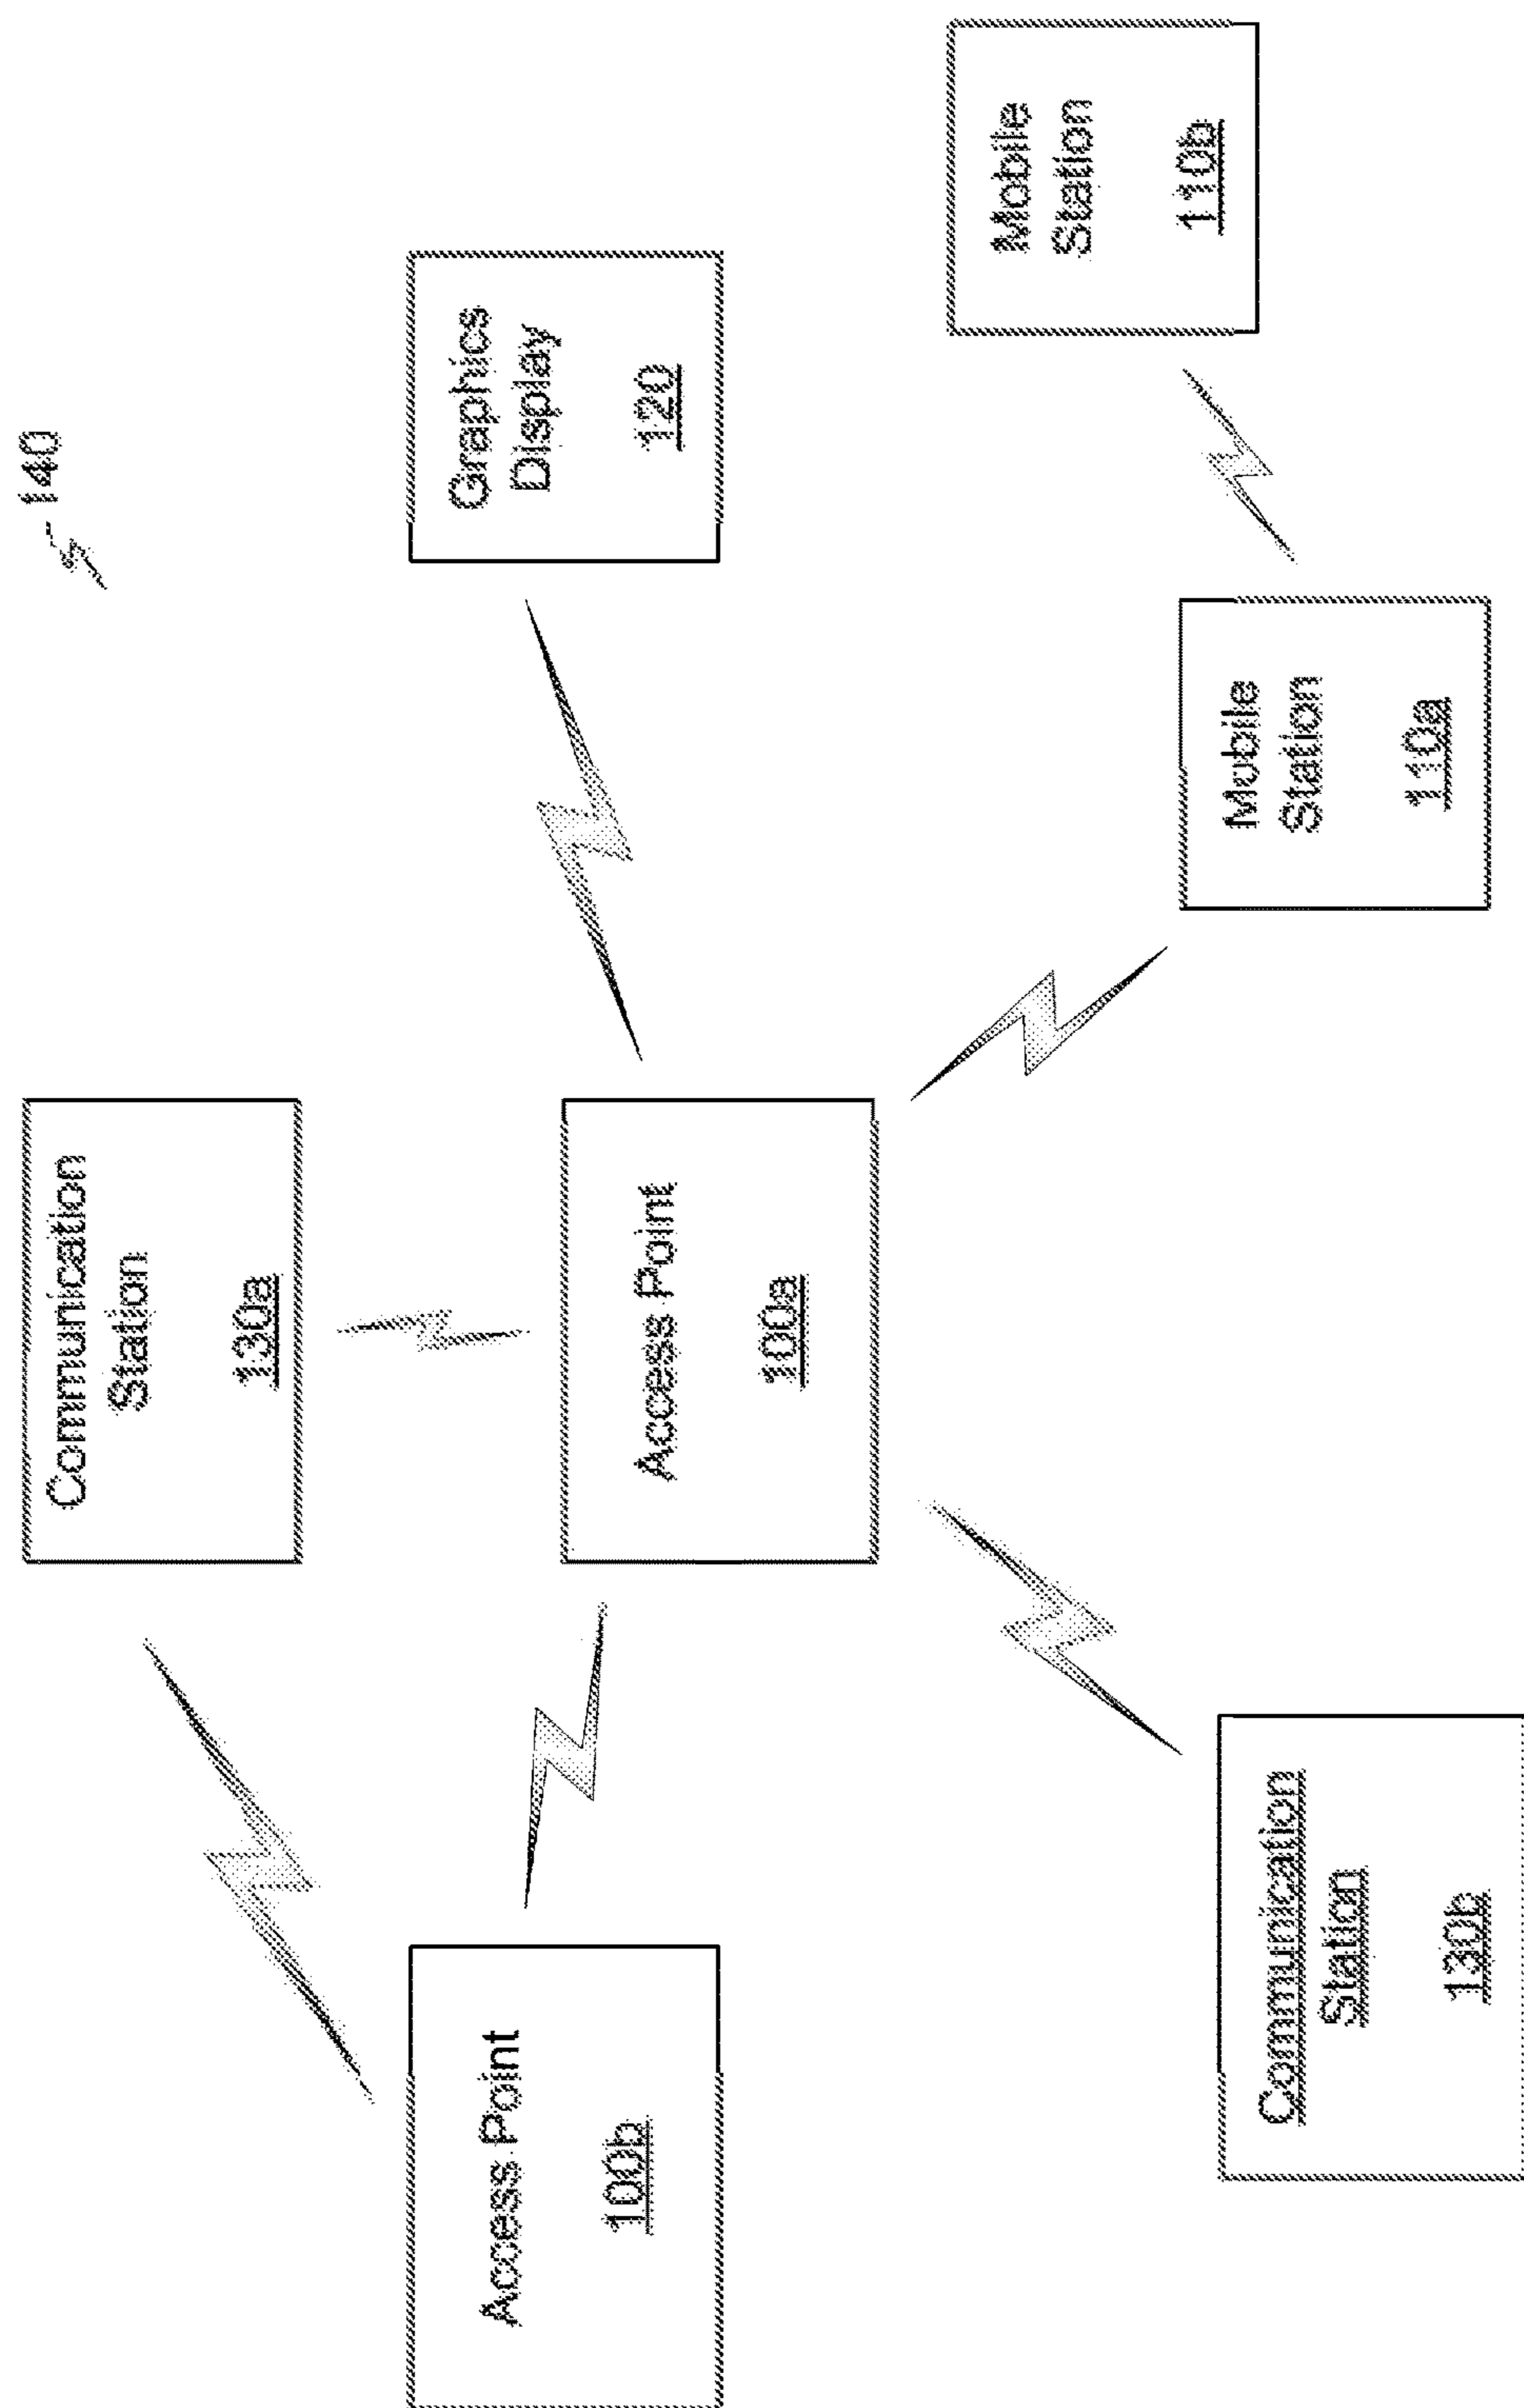 140
Communication
Station
130a
Access Point
100b
Graphics
Display
120
Access Point
100a
Mobile
Station
110b
Communication
Station
130b
Mobile
Station
110a